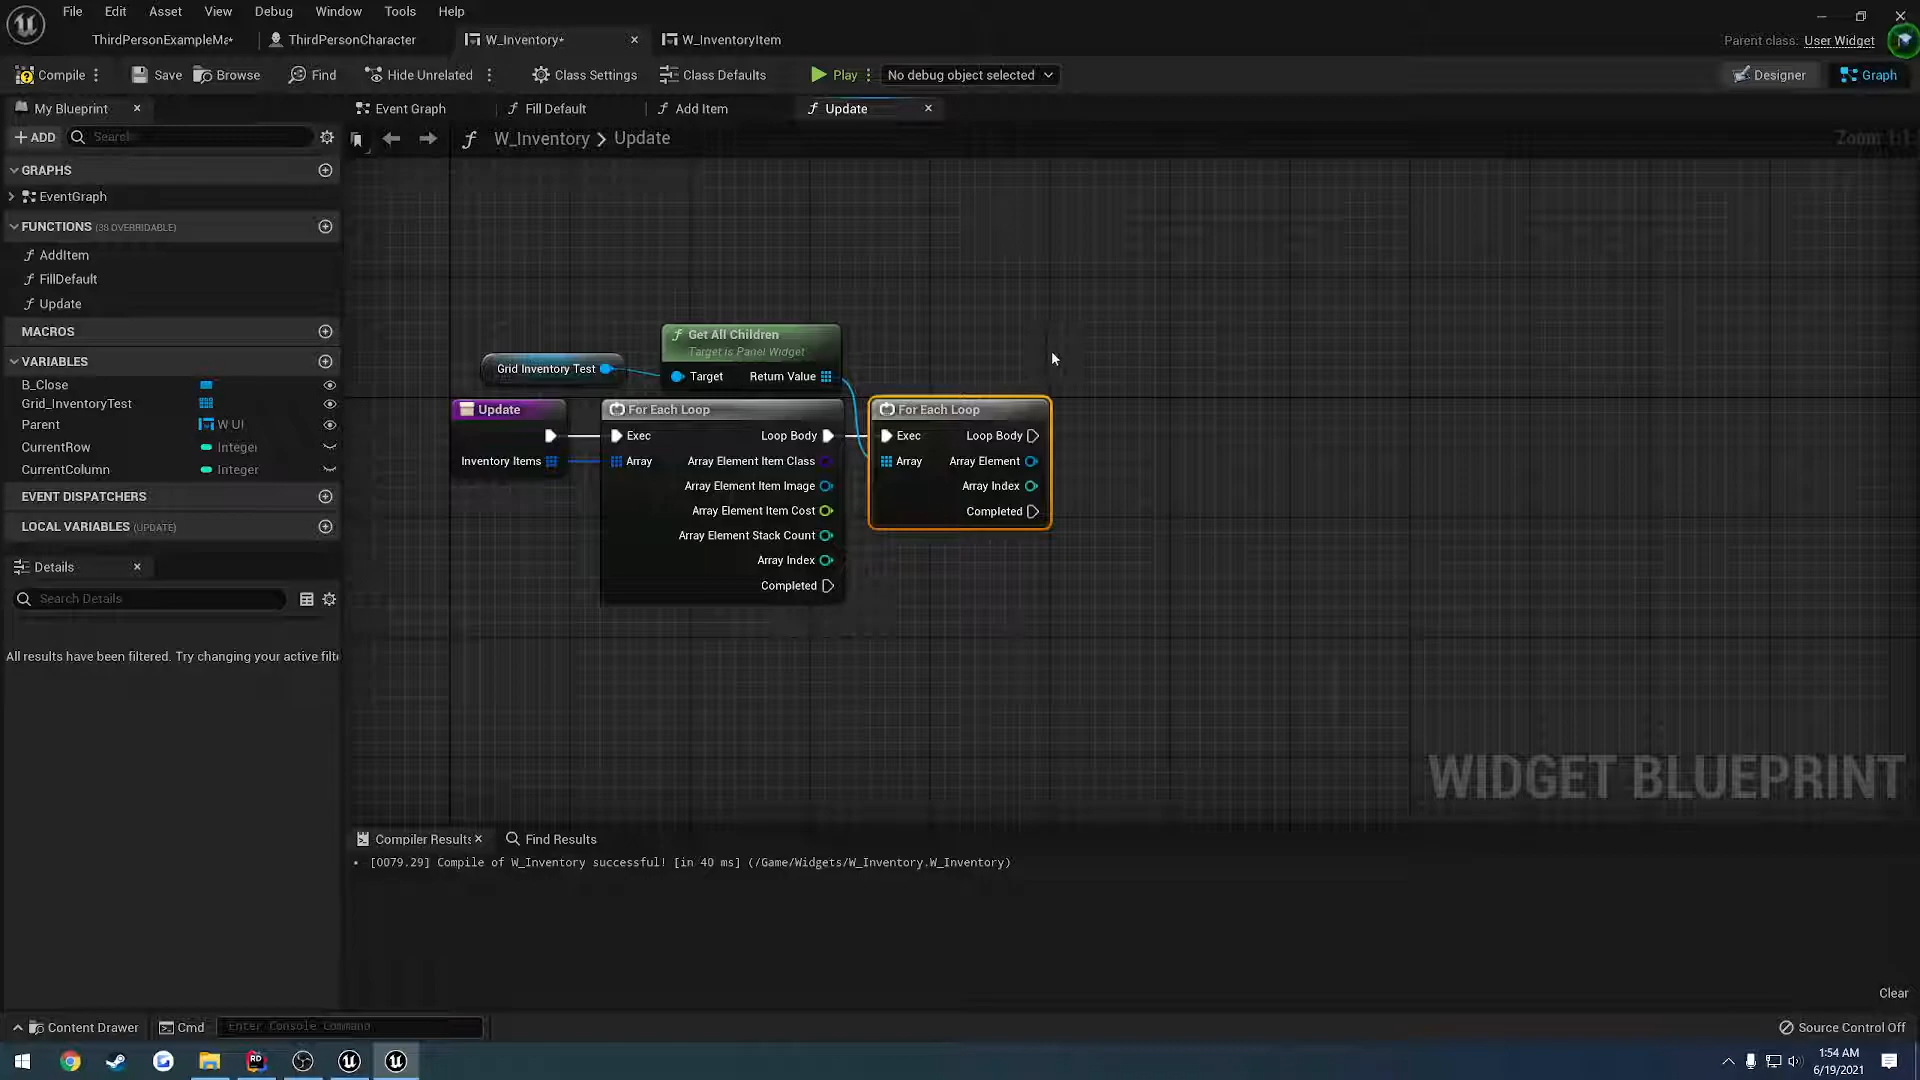 File Edit Asset View Debug Window Tools Help
ThirdPersonExampleMa* ThirdPersonCharacter W_Inventory* W_InventoryItem
Parent class: User Widget
Compile Save Browse Find Hide Unrelated Class Settings Class Defaults Play No debug object selected Designer Graph
My Blueprint Event Graph Fill Default Add Item Update
ADD Search
W_Inventory > Update
Zoom 1:1
GRAPHS
EventGraph
FUNCTIONS (38 OVERRIDABLE)
AddItem
FillDefault
Update
MACROS
VARIABLES
B_Close
Grid_InventoryTest
Parent W UI
CurrentRow Integer
CurrentColumn Integer
EVENT DISPATCHERS
LOCAL VARIABLES (UPDATE)
Details
Search Details
All results have been filtered. Try changing your active filt
Get All Children
Target is Panel Widget
Target Return Value
Grid Inventory Test
Update
Inventory Items
For Each Loop
Exec Loop Body
Array Array Element Item Class
Array Element Item Image
Array Element Item Cost
Array Element Stack Count
Array Index
Completed
For Each Loop
Exec Loop Body
Array Array Element
Array Index
Completed
WIDGET BLUEPRINT
Compiler Results Find Results
[0079.29] Compile of W_Inventory successful! [in 40 ms] (/Game/Widgets/W_Inventory.W_Inventory)
Clear
Content Drawer Cmd Enter Console Command Source Control Off
RD
1:54 AM
6/19/2021